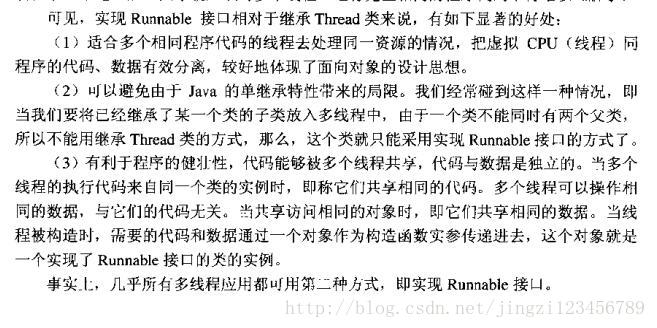 可见，实现 Runnable 接口相对于继承 Thread 类来说，有如下显著的好处：
（1）适合多个相同程序代码的线程去处理同一资源的情况，把虚拟 CPU（线程）同
程序的代码、数据有效分离，较好地体现了面向对象的设计思想。
（2）可以避免由于 Java 的单继承特性带来的局限。我们经常碰到这样一种情况，即
当我们要将已经继承了某一个类的子类放入多线程中，由于一个类不能同时有两个父类，
所以不能用继承 Thread 类的方式，那么，这个类就只能采用实现 Runnable 接口的方式了。
（3）有利于程序的健壮性，代码能够被多个线程共享，代码与数据是独立的。当多个
线程的执行代码来自同一个类的实例时，即称它们共享相同的代码。多个线程可以操作相
同的数据，与它们的代码无关。当共享访问相同的对象时，即它们共享相同的数据。当线
程被构造时，需要的代码和数据通过一个对象作为构造函数实参传递进去，这个对象就是
一个实现了 Runnable 接口的类的实例。
事实上，几乎所有多线程应用都可用第二种方式，即实现 Runnable 接口。
http://blog.csdn.net/jingzi123456789